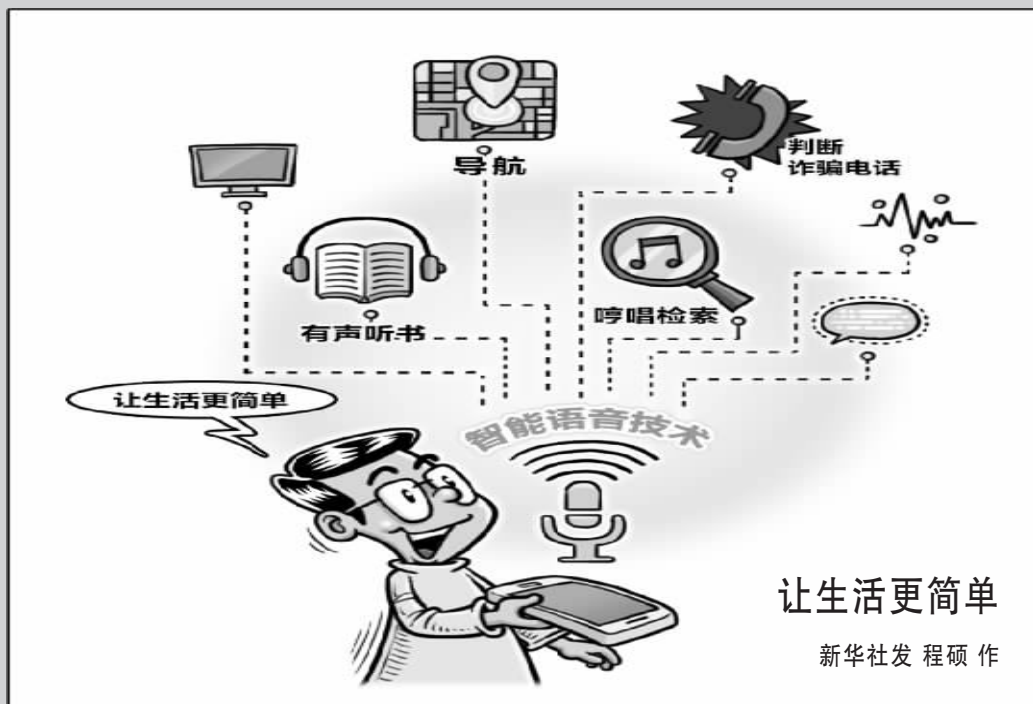 导航
判断
诈骗电话
有声听书
哼唱检索
让生活更简单
智能语音技术
让生活更简单
新华社发 程硕 作